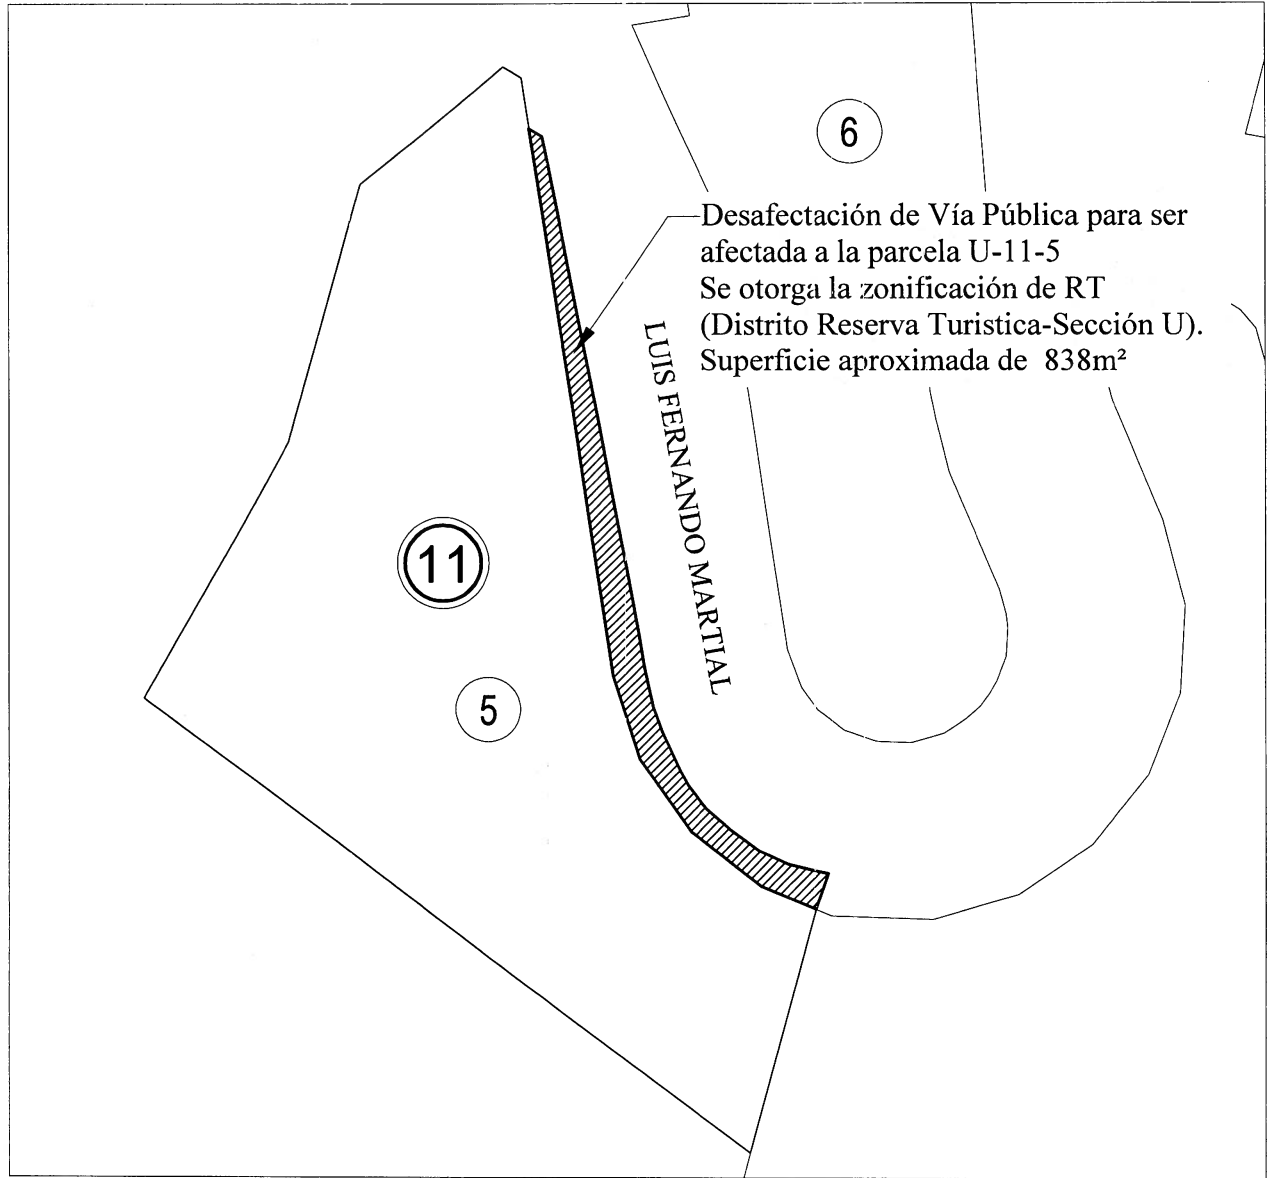 6
Desafectación de Vía Pública para ser
afectada a la parcela U-11-5
Se otorga la zonificación de RT
(Distrito Reserva Turistica-Sección U).
Superficie aproximada de 838m²
LUIS FERNANDO MARTIAL
11
5